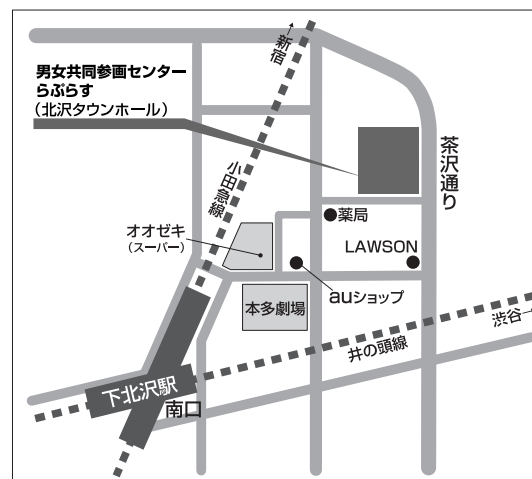 →新宿
男女共同参画センター
らぷらす
(北沢タウンホール)
小田急線
茶沢通り
薬局
オオゼキ
(スーパー)
LAWSON
auショップ
本多劇場
渋谷→
井の頭線
下北沢駅
南口